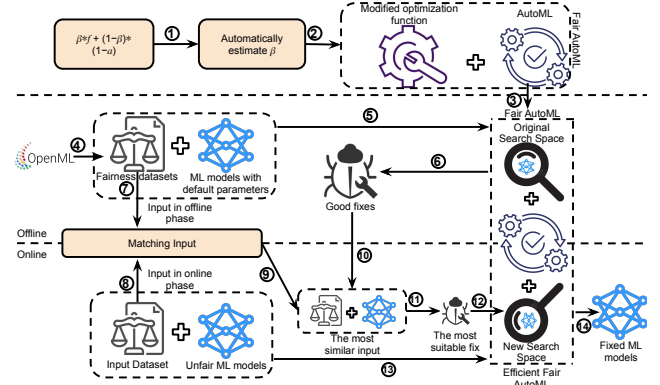 β*f + (1−β)*
(1-a)
①
Automatically
estimate β
②
Modified optimization
function
AutoML
Fair AutoML
③
Fair AutoML
Original
Search Space
OpenML
④
Fairness datasets
ML models with
default parameters
⑤
⑥
Good fixes
⑦
Input in offline
phase
Offline
Online
Matching Input
⑧
Input in online
phase
⑨
⑩
Input Dataset
Unfair ML models
The most
similar input
⑪
The most
suitable fix
⑫
⑬
New Search
Space
Efficient Fair
AutoML
⑭
Fixed ML
models